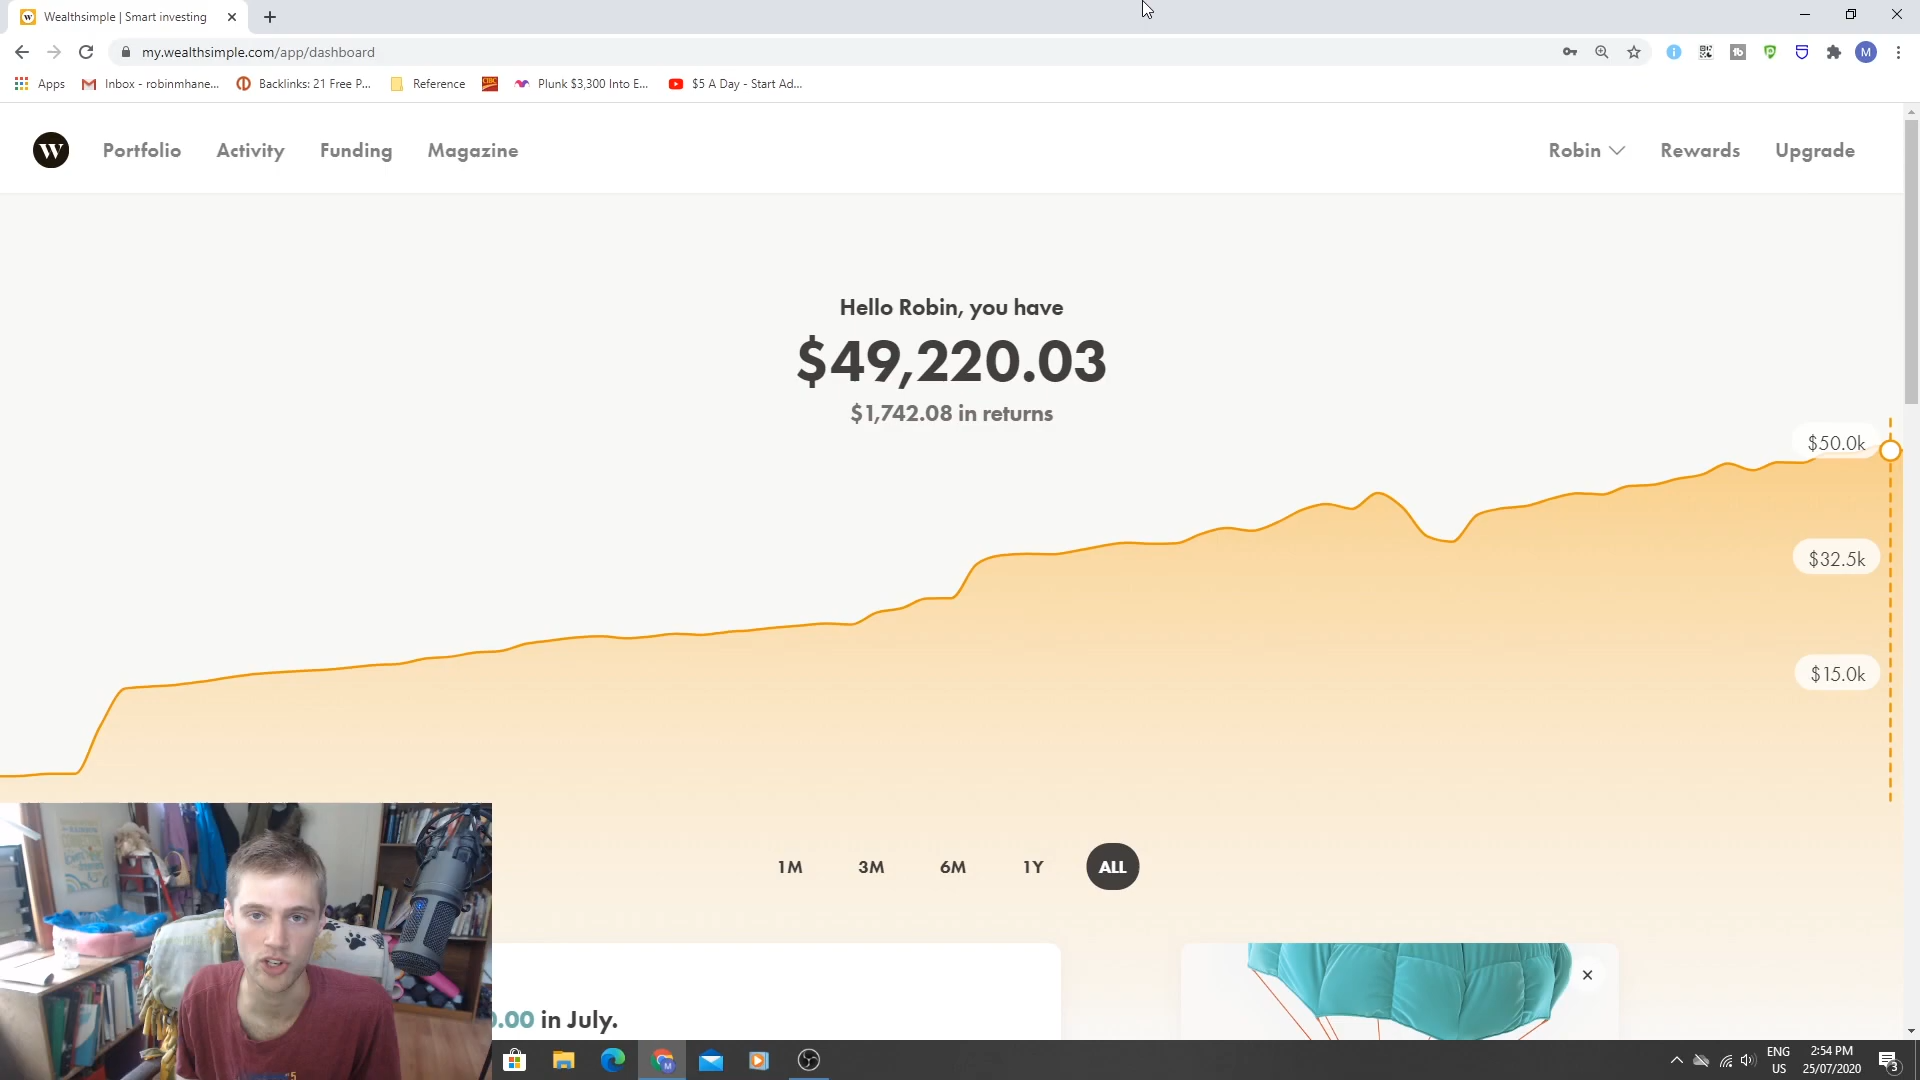 Wealthsimple | Smart investing
my.wealthsimple.com/app/dashboard
Apps
Inbox - robinmhane...
Backlinks: 21 Free P...
Reference
CIBC
Plunk $3,300 Into E...
$5 A Day - Start Ad...
M
W
Portfolio
Activity
Funding
Magazine
Robin
Rewards
Upgrade
Hello Robin, you have
$49,220.03
$1,742.08 in returns
$50.0k
$32.5k
$15.0k
1M
3M
6M
1Y
ALL
.00 in July.
ENG
US
2:54 PM
25/07/2020
3